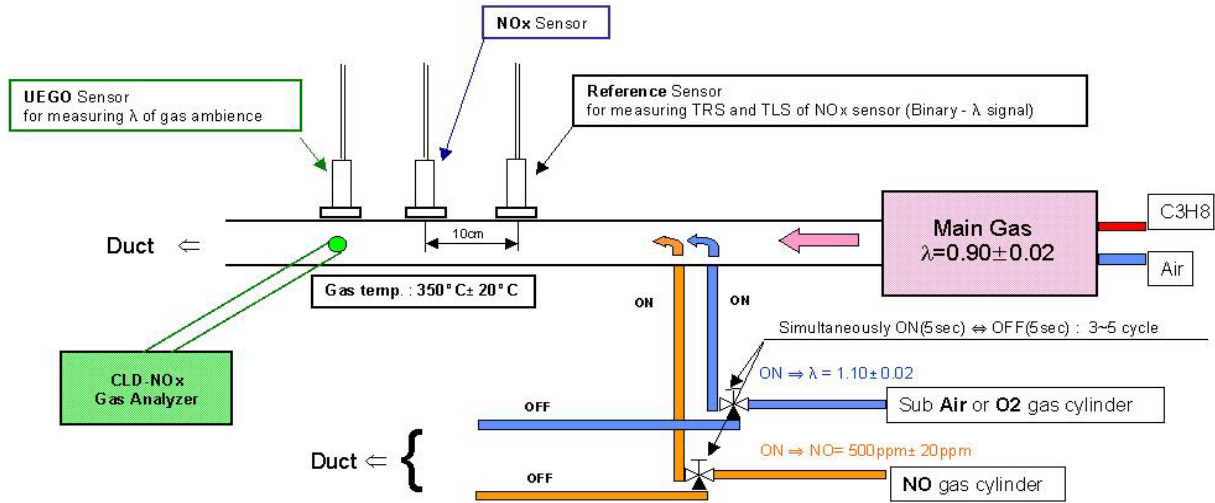 NOx Sensor
UEGO Sensor
for measuring λ of gas ambience
Reference Sensor
for measuring TRS and TLS of NOx sensor (Binary - λ signal)
10cm
Duct ⇐
Main Gas
λ=0.90±0.02
C3H8
Air
Gas temp. : 350°C± 20°C
ON
ON
Simultaneously ON(5sec) ⇔ OFF(5sec) : 3~5 cycle
CLD-NOx
Gas Analyzer
ON ⇒ λ = 1.10±0.02
OFF
Sub Air or O2 gas cylinder
Duct ⇐ {
ON ⇒ NO= 500ppm± 20ppm
OFF
NO gas cylinder